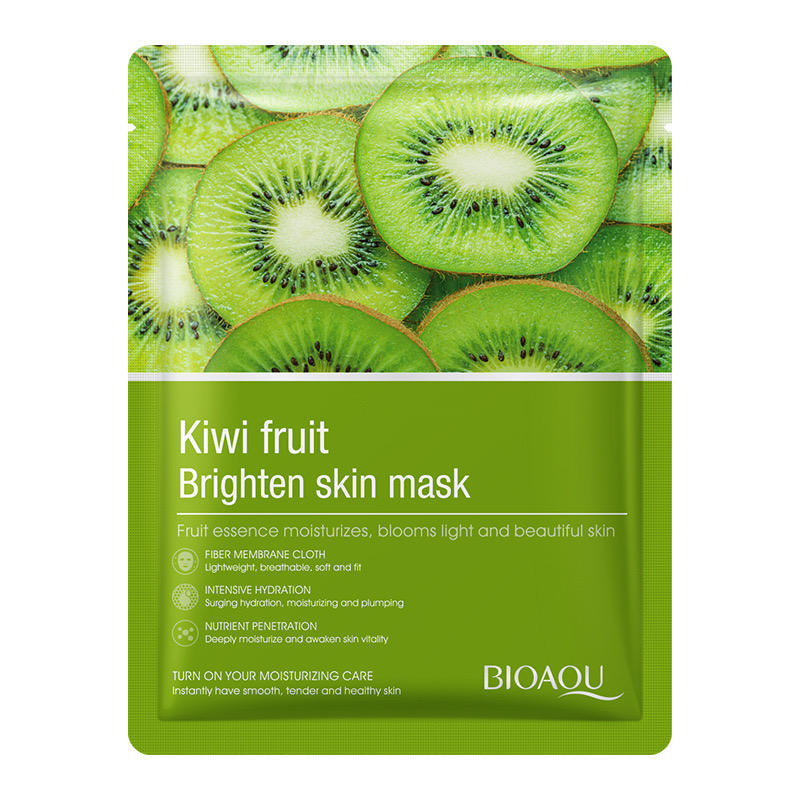 Kiwi fruit
Brighten skin mask
Fruit essence moisturizes, blooms light and beautiful skin
FIBER MEMBRANE CLOTH
Lightweight, breathable, soft and fit
INTENSIVE HYDRATION
Surging hydration, moisturizing and plumping
NUTRIENT PENETRATION
Deeply moisturize and awaken skin vitality
TURN ON YOUR MOISTURIZING CARE
Instantly have smooth, tender and healthy skin
BIOAQU